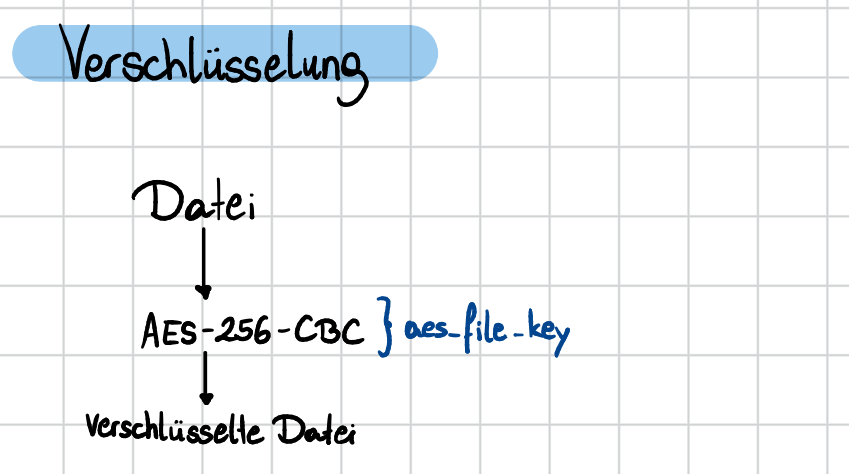 Verschlüsselung
Datei
AES-256-CBC } aes_file_key
Verschlüsselte Datei